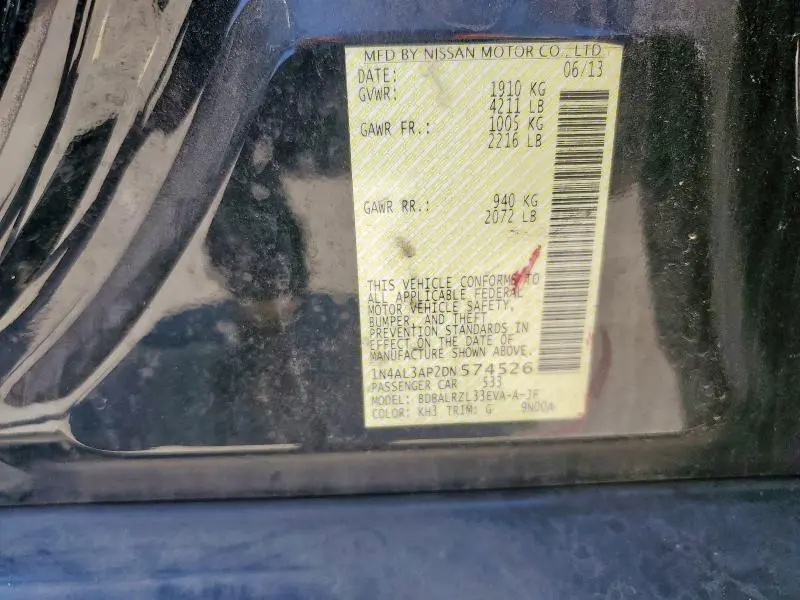 MFD BY NISSAN MOTOR CO., LTD.
DATE: 06/13
GVWR: 1910 KG
4211 LB
GAWR FR.: 1005 KG
2216 LB
GAWR RR.: 940 KG
2072 LB
THIS VEHICLE CONFORMS TO
ALL APPLICABLE FEDERAL
MOTOR VEHICLE SAFETY,
BUMPER, AND THEFT
PREVENTION STANDARDS IN
EFFECT ON THE DATE OF
MANUFACTURE SHOWN ABOVE.
1N4AL3AP2DN574526
PASSENGER CAR 533
MODEL: BDBALRZL33EVA-A-JF
COLOR: KH3 TRIM: G 9N00A